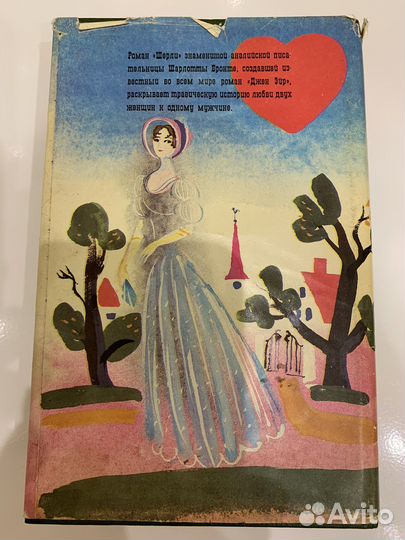 Роман «Шерли» знаменитой английской писа-
тельницы Шарлотты Бронте, создавшей из-
вестный во всем мире роман «Джен Эйр»,
раскрывает трагическую историю любви двух
женщин к одному мужчине.
Avito